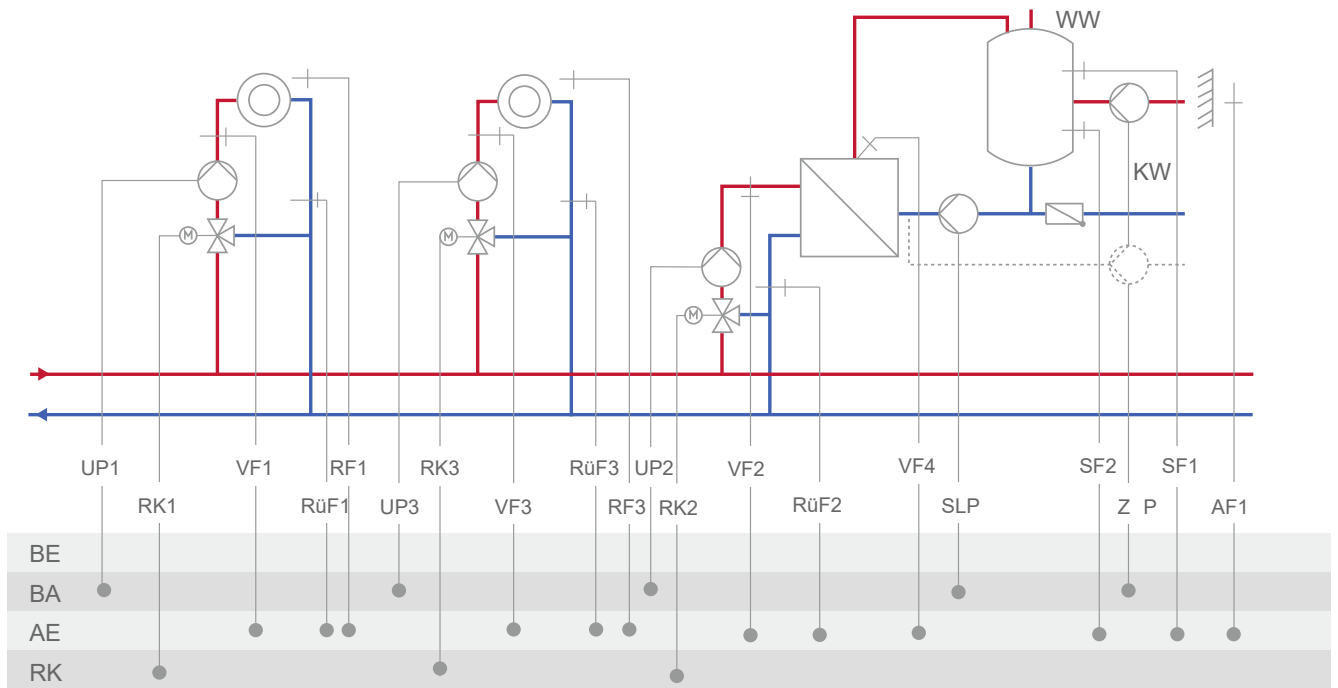 WW
KW
M
M
M
UP1 VF1 RF1 RK3 RüF3 UP2 VF2 VF4 SF2 SF1
RK1 RüF1 UP3 VF3 RF3 RK2 RüF2 SLP Z P AF1
BE
BA
AE
RK